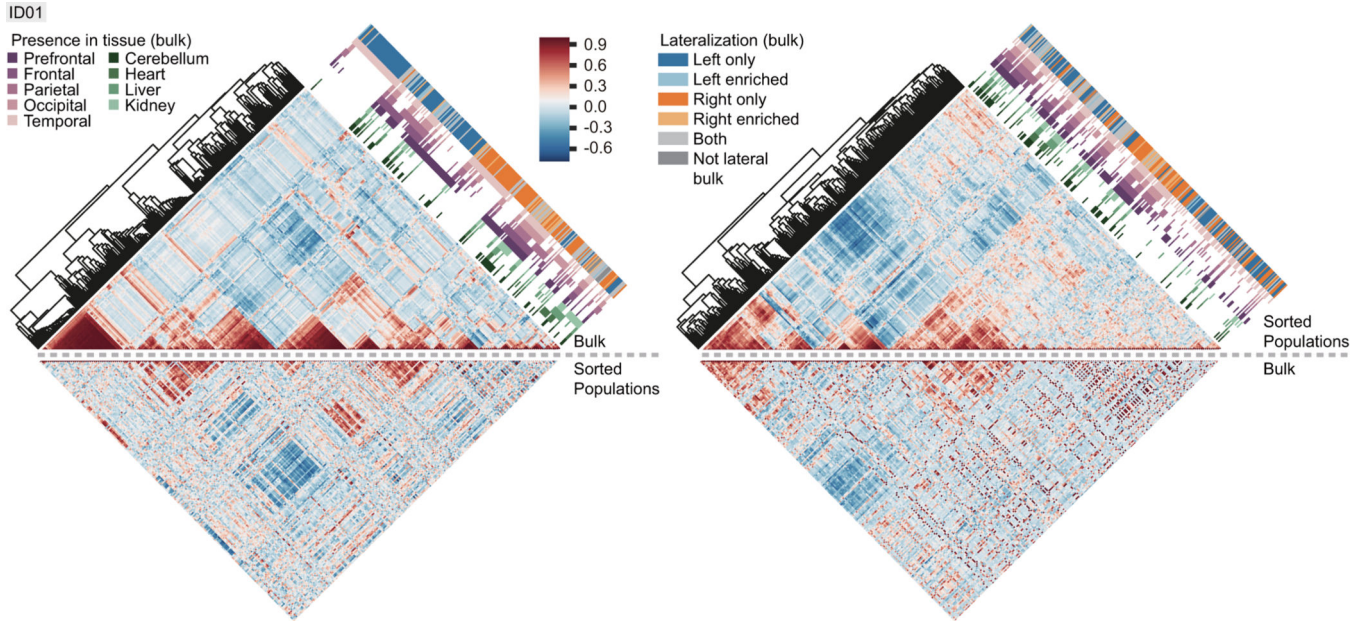 ID01
Presence in tissue (bulk)
Prefrontal
Frontal
Parietal
Occipital
Temporal
Cerebellum
Heart
Liver
Kidney
0.9
0.6
0.3
0.0
-0.3
-0.6
Bulk
Sorted
Populations
Lateralization (bulk)
Left only
Left enriched
Right only
Right enriched
Both
Not lateral
bulk
Sorted
Populations
Bulk